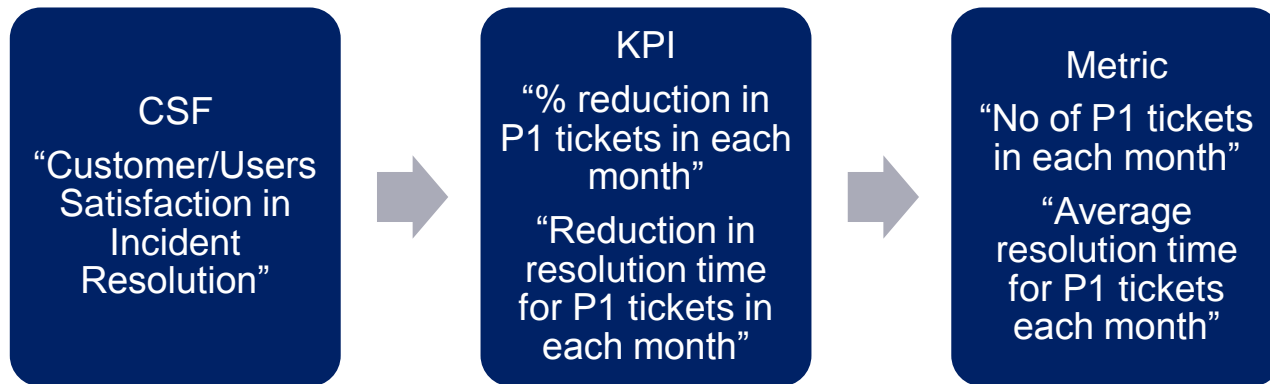 CSF
“Customer/Users
Satisfaction in
Incident
Resolution”
KPI
“% reduction in
P1 tickets in each
month”
“Reduction in
resolution time
for P1 tickets in
each month”
Metric
“No of P1 tickets
in each month”
“Average
resolution time
for P1 tickets
each month”